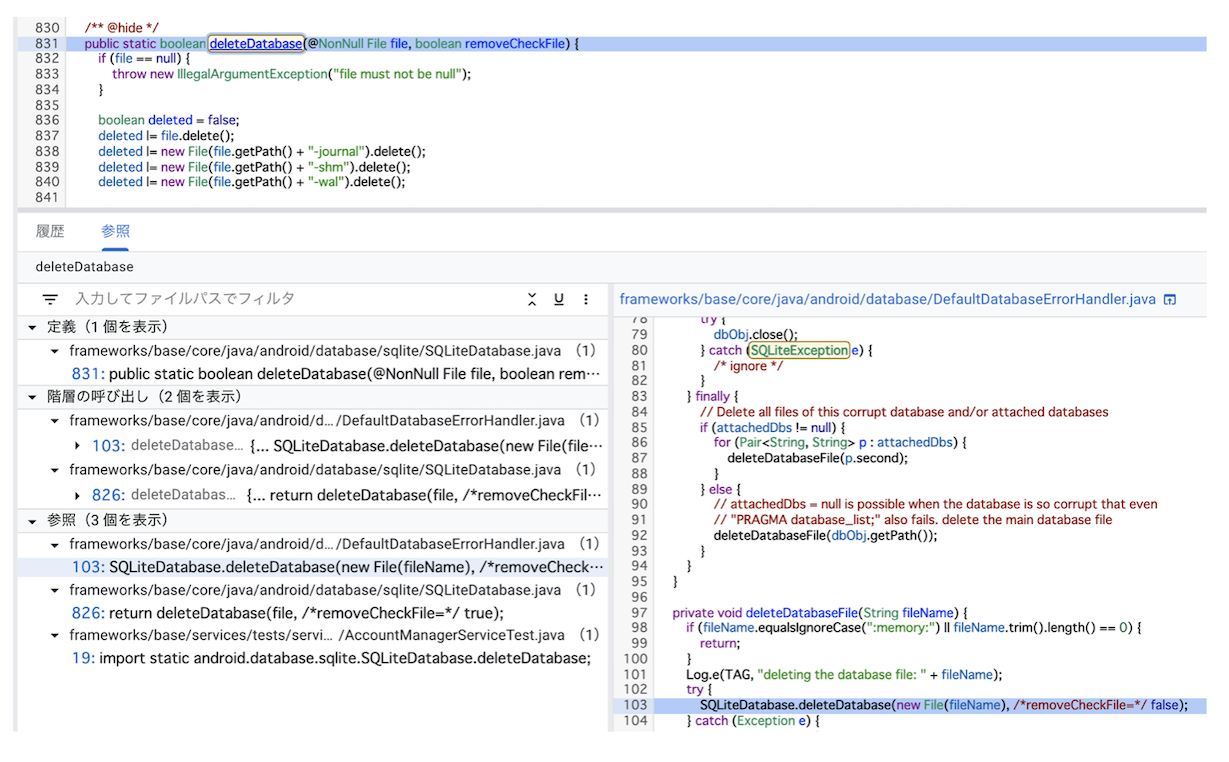 830 /** @hide */
831 public static boolean deleteDatabase(@NonNull File file, boolean removeCheckFile) {
832 if (file == null) {
833 throw new IllegalArgumentException("file must not be null");
834 }
835
836 boolean deleted = false;
837 deleted |= file.delete();
838 deleted |= new File(file.getPath() + "-journal").delete();
839 deleted |= new File(file.getPath() + "-shm").delete();
840 deleted |= new File(file.getPath() + "-wal").delete();
841
履歴 参照
deleteDatabase
入力してファイルパスでフィルタ
定義（1 個を表示）
frameworks/base/core/java/android/database/sqlite/SQLiteDatabase.java （1）
831: public static boolean deleteDatabase(@NonNull File file, boolean rem…
階層の呼び出し（2 個を表示）
frameworks/base/core/java/android/d… /DefaultDatabaseErrorHandler.java （1）
103: deleteDatabase… {… SQLiteDatabase.deleteDatabase(new File(file…
frameworks/base/core/java/android/database/sqlite/SQLiteDatabase.java （1）
826: deleteDatabas… {… return deleteDatabase(file, /*removeCheckFil…
参照（3 個を表示）
frameworks/base/core/java/android/d… /DefaultDatabaseErrorHandler.java （1）
103: SQLiteDatabase.deleteDatabase(new File(fileName), /*removeCheck…
frameworks/base/core/java/android/database/sqlite/SQLiteDatabase.java （1）
826: return deleteDatabase(file, /*removeCheckFile=*/ true);
frameworks/base/services/tests/servi… /AccountManagerServiceTest.java （1）
19: import static android.database.sqlite.SQLiteDatabase.deleteDatabase;
frameworks/base/core/java/android/database/DefaultDatabaseErrorHandler.java
78 try {
79 dbObj.close();
80 } catch (SQLiteException e) {
81 /* ignore */
82 }
83 } finally {
84 // Delete all files of this corrupt database and/or attached databases
85 if (attachedDbs != null) {
86 for (Pair<String, String> p : attachedDbs) {
87 deleteDatabaseFile(p.second);
88 }
89 } else {
90 // attachedDbs = null is possible when the database is so corrupt that even
91 // "PRAGMA database_list;" also fails. delete the main database file
92 deleteDatabaseFile(dbObj.getPath());
93 }
94 }
95 }
96
97 private void deleteDatabaseFile(String fileName) {
98 if (fileName.equalsIgnoreCase(":memory:") || fileName.trim().length() == 0) {
99 return;
100 }
101 Log.e(TAG, "deleting the database file: " + fileName);
102 try {
103 SQLiteDatabase.deleteDatabase(new File(fileName), /*removeCheckFile=*/ false);
104 } catch (Exception e) {